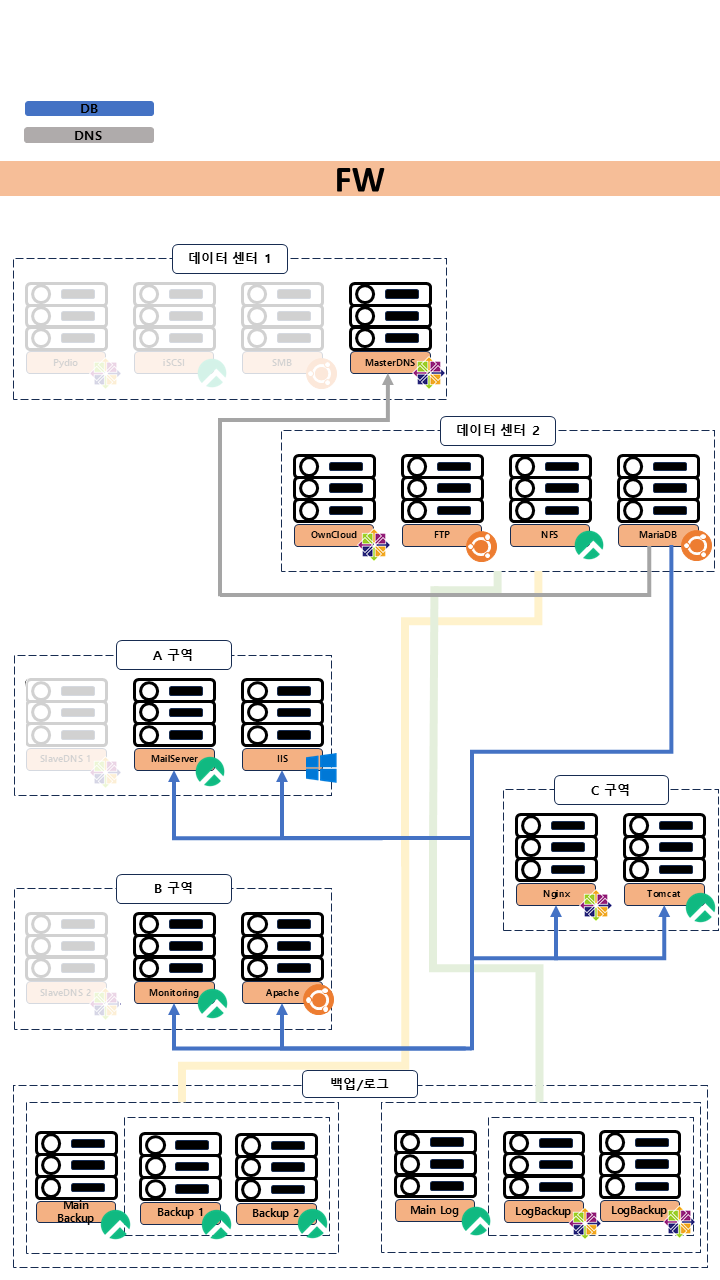 DB
DNS
FW
데이터 센터 1
Pydio
iSCSI
SMB
MasterDNS
데이터 센터 2
OwnCloud
FTP
NFS
MariaDB
A 구역
SlaveDNS 1
MailServer
IIS
C 구역
Nginx
Tomcat
B 구역
SlaveDNS 2
Monitoring
Apache
백업/로그
Main
Backup
Backup 1
Backup 2
Main Log
LogBackup
LogBackup